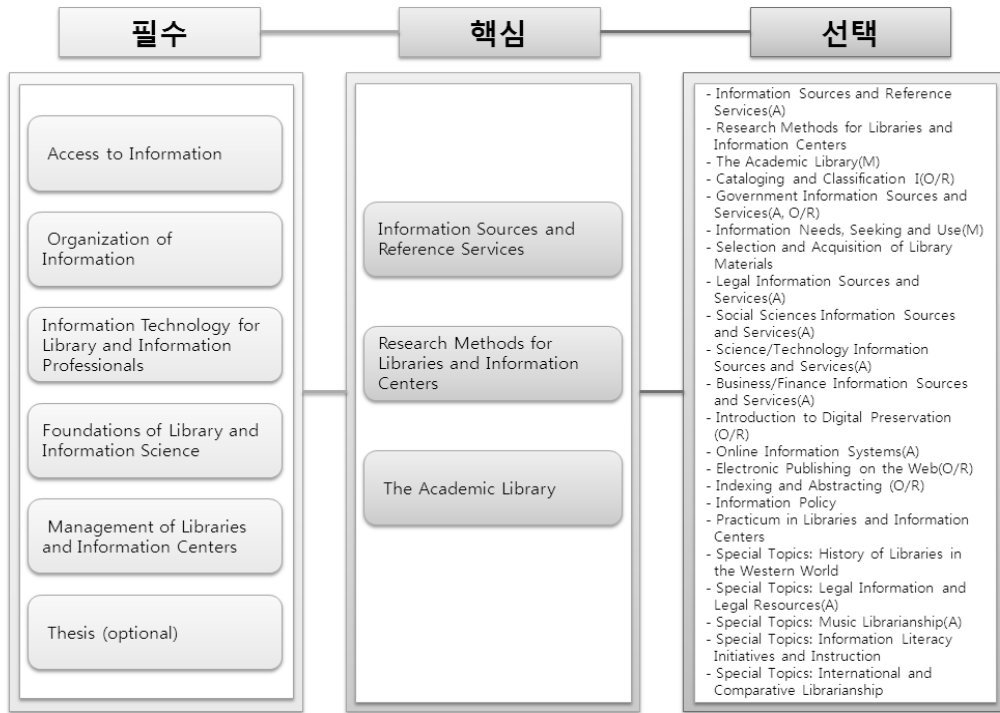 필수
핵심
선택
Access to Information
Organization of
Information
Information Technology for
Library and Information
Professionals
Foundations of Library and
Information Science
Management of Libraries
and Information Centers
Thesis (optional)
Information Sources and
Reference Services
Research Methods for
Libraries and Information
Centers
The Academic Library
- Information Sources and Reference
Services(A)
- Research Methods for Libraries and
Information Centers
- The Academic Library(M)
- Cataloging and Classification I(O/R)
- Government Information Sources and
Services(A, O/R)
- Information Needs, Seeking and Use(M)
- Selection and Acquisition of Library
Materials
- Legal Information Sources and
Services(A)
- Social Sciences Information Sources
and Services(A)
- Science/Technology Information
Sources and Services(A)
- Business/Finance Information Sources
and Services(A)
- Introduction to Digital Preservation
(O/R)
- Online Information Systems(A)
- Electronic Publishing on the Web(O/R)
- Indexing and Abstracting (O/R)
- Information Policy
- Practicum in Libraries and Information
Centers
- Special Topics: History of Libraries in
the Western World
- Special Topics: Legal Information and
Legal Resources(A)
- Special Topics: Music Librarianship(A)
- Special Topics: Information Literacy
Initiatives and Instruction
- Special Topics: International and
Comparative Librarianship